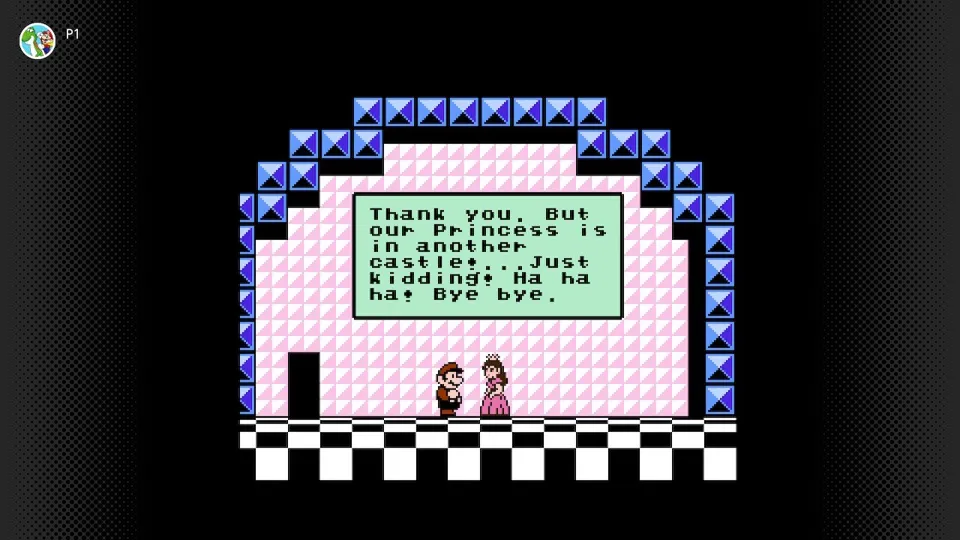 P1
Thank you. But
our Princess is
in another
castle!...Just
kidding! Ha ha
ha! Bye bye.